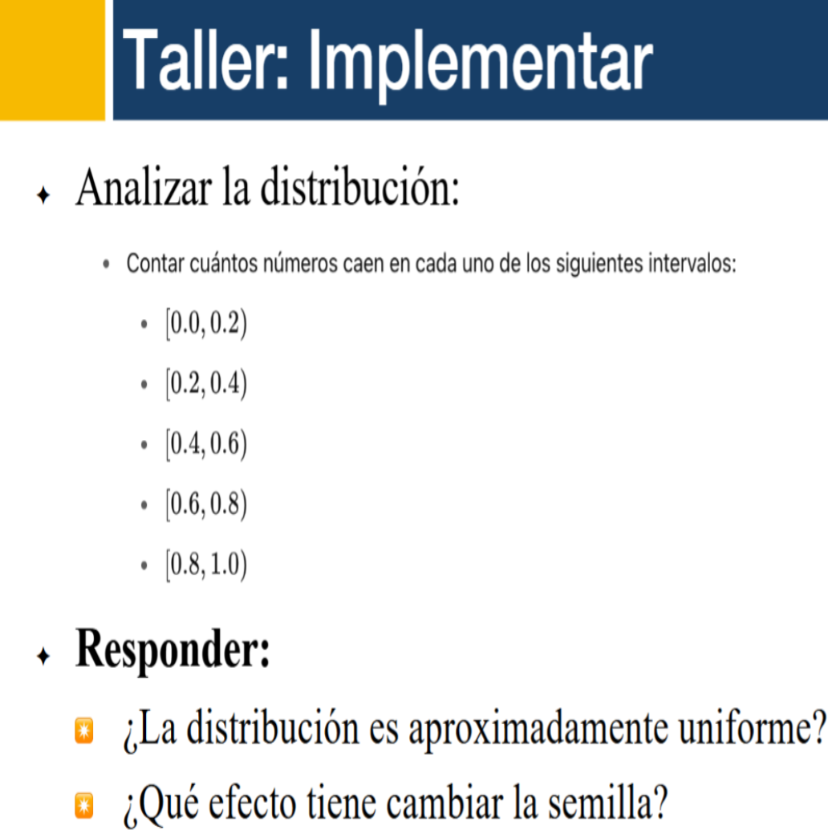 Taller: Implementar
Analizar la distribución:
Contar cuántos números caen en cada uno de los siguientes intervalos:
[0.0, 0.2)
[0.2, 0.4)
[0.4, 0.6)
[0.6, 0.8)
[0.8, 1.0)
Responder:
¿La distribución es aproximadamente uniforme?
¿Qué efecto tiene cambiar la semilla?